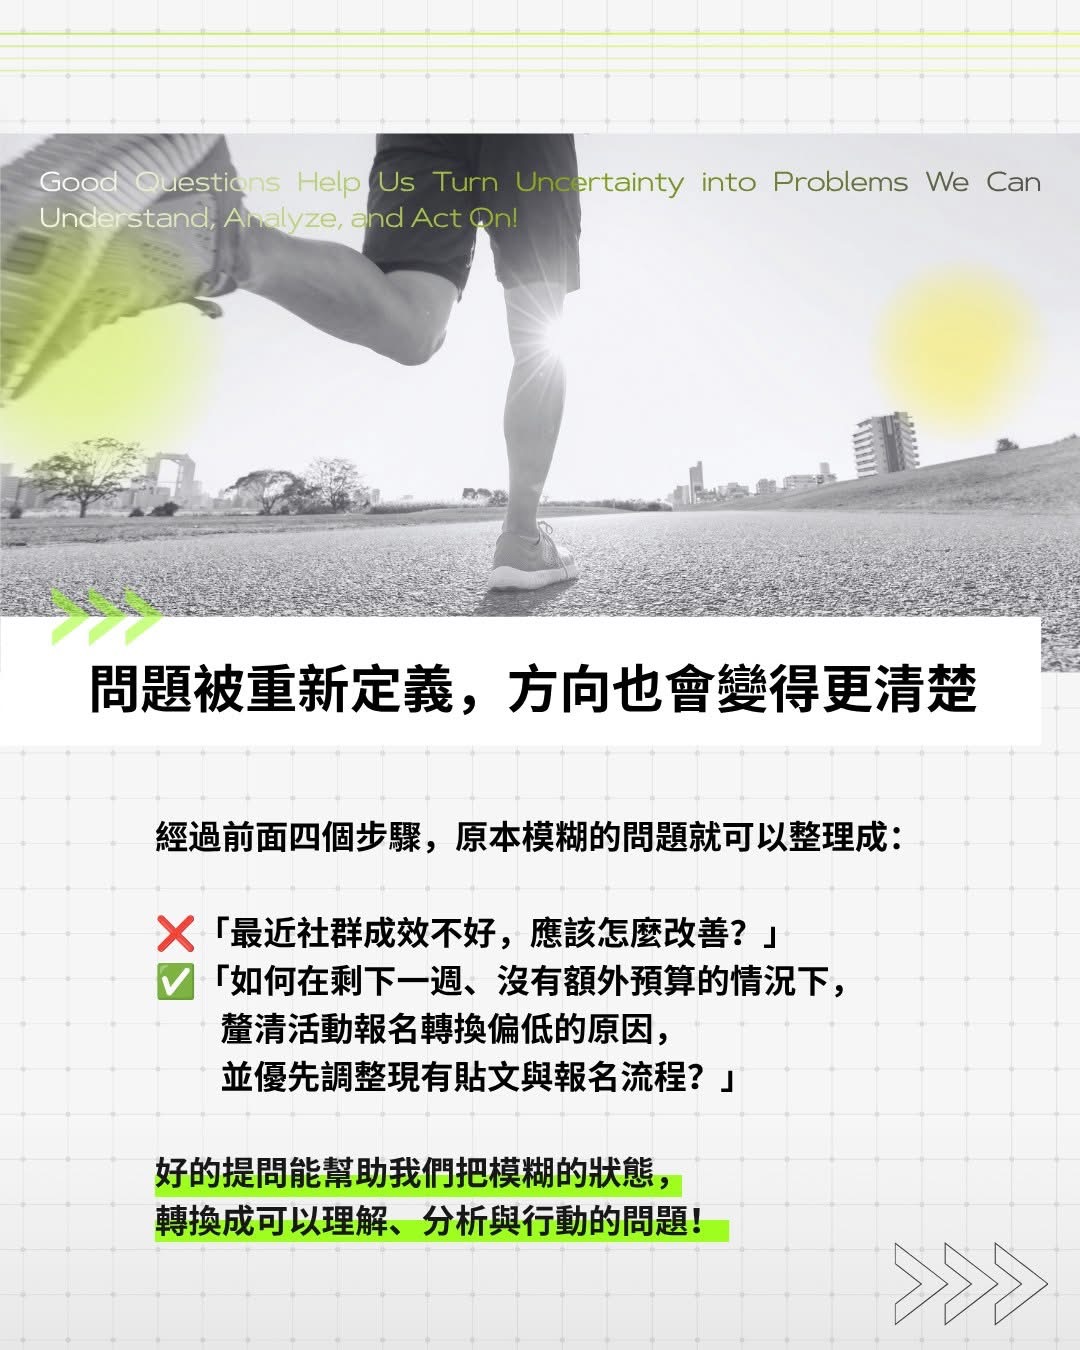 Good Questions Help Us Turn Uncertainty into Problems We Can
Understand, Analyze, and Act On!
問題被重新定義，方向也會變得更清楚
經過前面四個步驟，原本模糊的問題就可以整理成：
❌「最近社群成效不好，應該怎麼改善？」
✅「如何在剩下一週、沒有額外預算的情況下，
釐清活動報名轉換偏低的原因，
並優先調整現有貼文與報名流程？」
好的提問能幫助我們把模糊的狀態，
轉換成可以理解、分析與行動的問題！